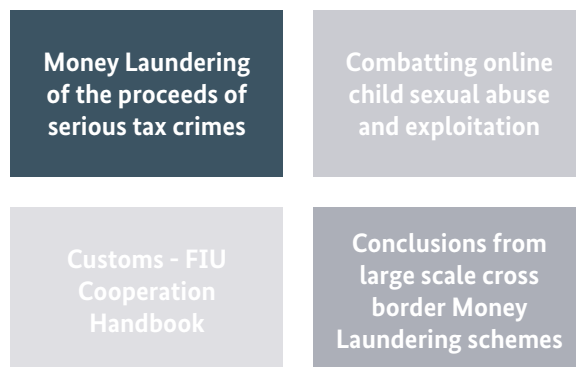 Money Laundering
of the proceeds of
serious tax crimes
Combatting online
child sexual abuse
and exploitation
Customs - FIU
Cooperation
Handbook
Conclusions from
large scale cross
border Money
Laundering schemes